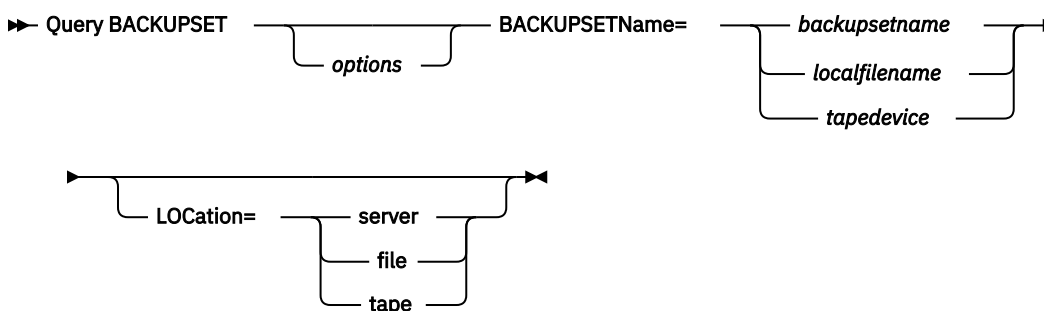 Query BACKUPSET
options
BACKUPSETName=
backupsetname
localfilename
tapedevice
LOCation=
server
file
tape